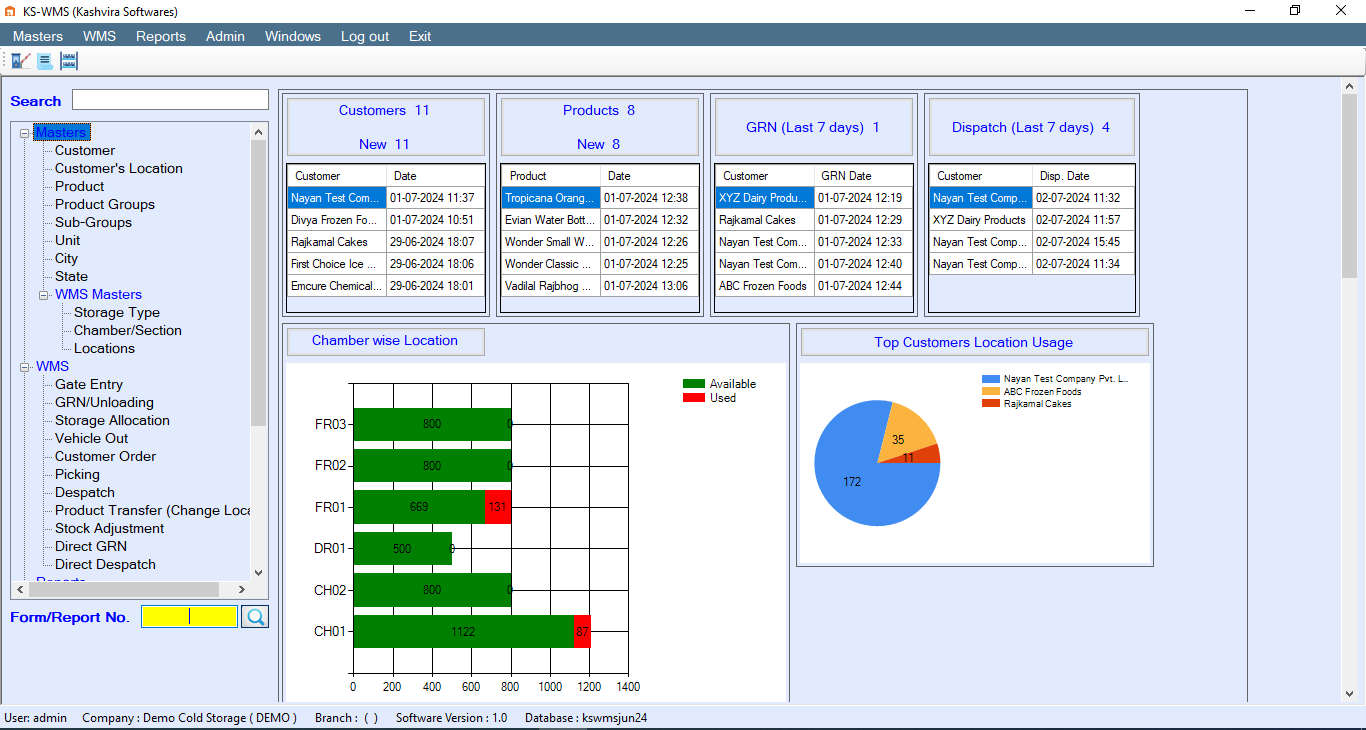 KS-WMS (Kashvira Softwares)
Masters WMS Reports Admin Windows Log out Exit
Search
Masters
Customer
Customer's Location
Product
Product Groups
Sub-Groups
Unit
City
State
WMS Masters
Storage Type
Chamber/Section
Locations
WMS
Gate Entry
GRN/Unloading
Storage Allocation
Vehicle Out
Customer Order
Picking
Despatch
Product Transfer (Change Loca
Stock Adjustment
Direct GRN
Direct Despatch
Reports
Form/Report No.
Customers 11
New 11
Customer Date
Nayan Test Com... 01-07-2024 11:37
Divya Frozen Fo... 01-07-2024 10:51
Rajkamal Cakes 29-06-2024 18:07
First Choice Ice ... 29-06-2024 18:06
Emcure Chemical... 29-06-2024 18:01
Products 8
New 8
Product Date
Tropicana Orang... 01-07-2024 12:38
Evian Water Bott... 01-07-2024 12:32
Wonder Small W... 01-07-2024 12:26
Wonder Classic ... 01-07-2024 12:25
Vadilal Rajbhog ... 01-07-2024 13:06
GRN (Last 7 days) 1
Customer GRN Date
XYZ Dairy Produ... 01-07-2024 12:19
Rajkamal Cakes 01-07-2024 12:29
Nayan Test Com... 01-07-2024 12:33
Nayan Test Com... 01-07-2024 12:40
ABC Frozen Foods 01-07-2024 12:44
Dispatch (Last 7 days) 4
Customer Disp. Date
Nayan Test Comp... 02-07-2024 11:32
XYZ Dairy Products 02-07-2024 11:57
Nayan Test Comp... 02-07-2024 15:45
Nayan Test Comp... 02-07-2024 11:34
Chamber wise Location
Available
Used
FR03 800 0
FR02 800 0
FR01 669 131
DR01 500 0
CH02 800 0
CH01 1122 87
0 200 400 600 800 1000 1200 1400
Top Customers Location Usage
Nayan Test Company Pvt. L...
ABC Frozen Foods
Rajkamal Cakes
35
11
172
User: admin Company : Demo Cold Storage ( DEMO ) Branch : ( ) Software Version : 1.0 Database : kswmsjun24